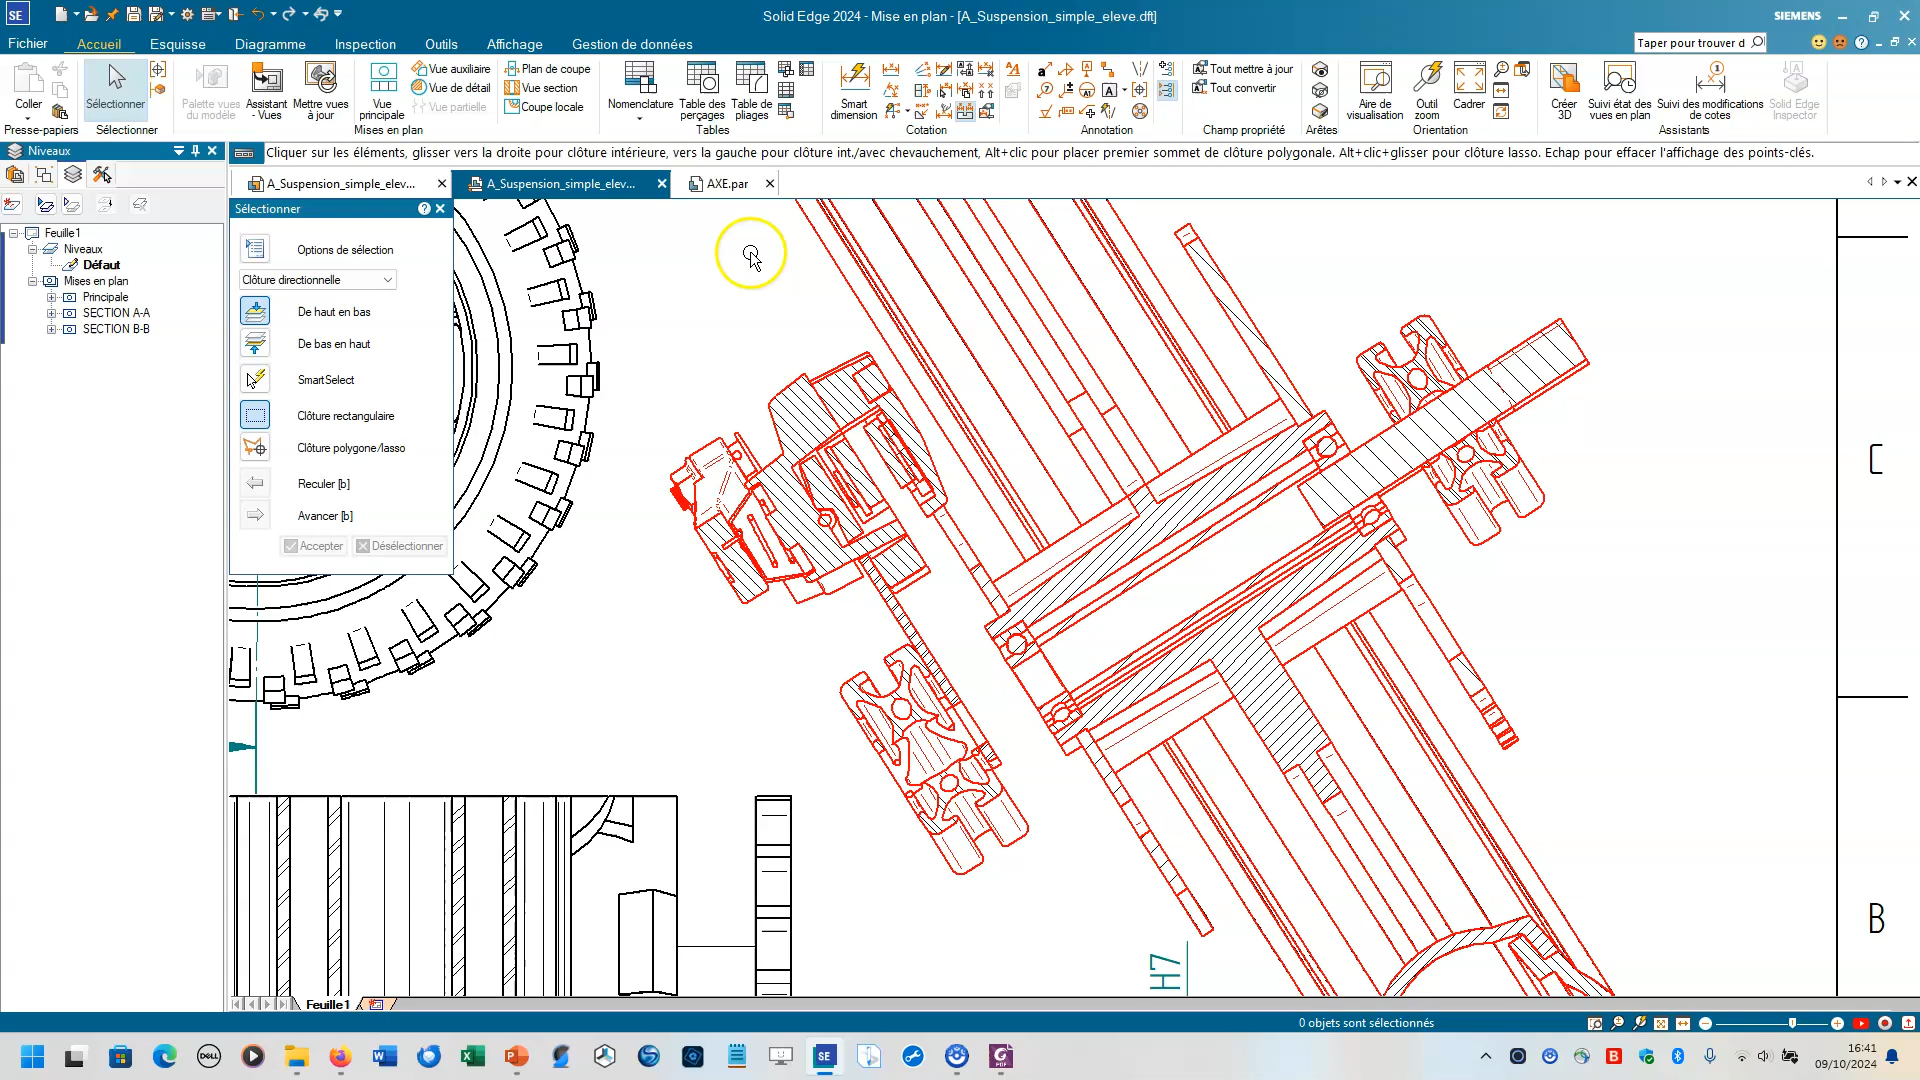 SE
Solid Edge 2024 - Mise en plan - [A_Suspension_simple_eleve.dft]
SIEMENS
Fichier
Accueil
Esquisse
Diagramme
Inspection
Outils
Affichage
Gestion de données
Taper pour trouver d
Coller
Sélectionner
Palette vues du modèle
Assistant - Vues
Mettre vues à jour
Vue principale
Vue auxiliaire
Vue de détail
Vue partielle
Plan de coupe
Vue section
Coupe locale
Nomenclature
Table des perçages
Table de pliages
Smart dimension
Tout mettre à jour
Tout convertir
Aire de visualisation
Outil zoom
Cadrer
Créer 3D
Suivi état des vues en plan
Suivi des modifications de cotes
Solid Edge Inspector
Presse-papiers
Sélectionner
Mises en plan
Tables
Cotation
Annotation
Champ propriété
Arêtes
Orientation
Assistants
Niveaux
Cliquer sur les éléments, glisser vers la droite pour clôture intérieure, vers la gauche pour clôture int./avec chevauchement, Alt+clic pour placer premier sommet de clôture polygonale. Alt+clic+glisser pour clôture lasso. Echap pour effacer l'affichage des points-clés.
A_Suspension_simple_elev...
A_Suspension_simple_elev...
AXE.par
Feuille1
Niveaux
Défaut
Mises en plan
Principale
SECTION A-A
SECTION B-B
Sélectionner
Options de sélection
Clôture directionnelle
De haut en bas
De bas en haut
SmartSelect
Clôture rectangulaire
Clôture polygone/lasso
Reculer [b]
Avancer [b]
Accepter
Désélectionner
C
B
H7
Feuille1
0 objets sont sélectionnés
16:41
09/10/2024